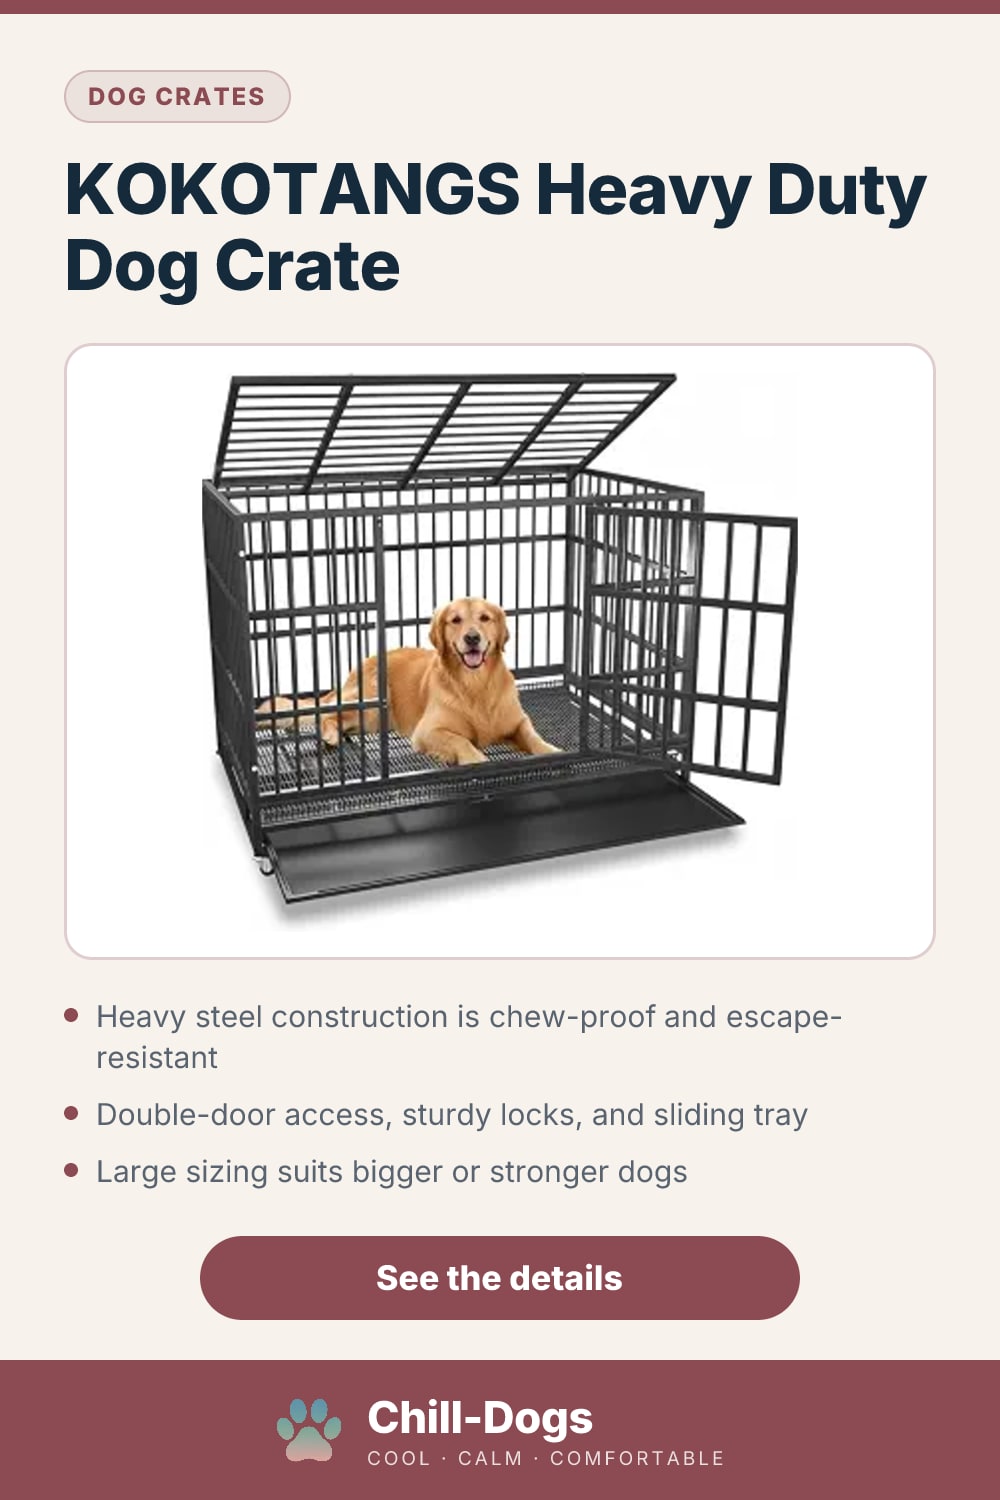 DOG CRATES
KOKOTANGS Heavy Duty
Dog Crate
Heavy steel construction is chew-proof and escape-
resistant
Double-door access, sturdy locks, and sliding tray
Large sizing suits bigger or stronger dogs
See the details
Chill-Dogs
COOL · CALM · COMFORTABLE